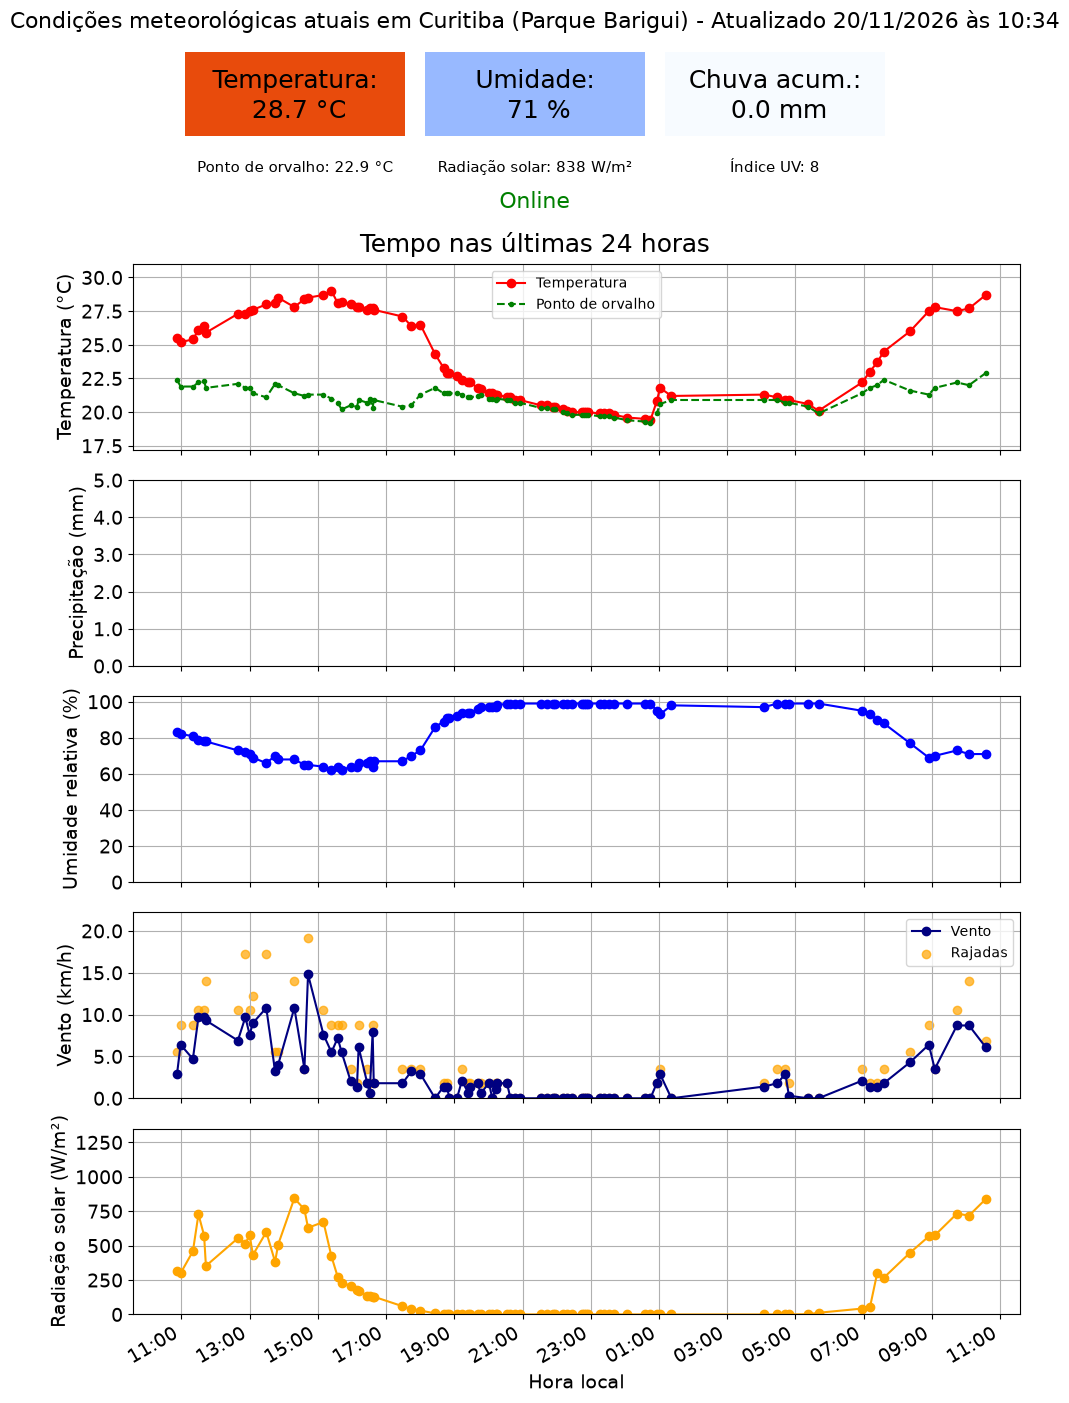 Condições meteorológicas atuais em Curitiba (Parque Barigui) - Atualizado 20/11/2026 às 10:34
Temperatura:
28.7 °C
Umidade:
71 %
Chuva acum.:
0.0 mm
Ponto de orvalho: 22.9 °C
Radiação solar: 838 W/m²
Índice UV: 8
Online
Tempo nas últimas 24 horas
Temperatura (°C)
30.0
27.5
25.0
22.5
20.0
17.5
Temperatura
Ponto de orvalho
Precipitação (mm)
5.0
4.0
3.0
2.0
1.0
0.0
Umidade relativa (%)
100
80
60
40
20
0
Vento (km/h)
20.0
15.0
10.0
5.0
0.0
Vento
Rajadas
Radiação solar (W/m²)
1250
1000
750
500
250
0
11:00
13:00
15:00
17:00
19:00
21:00
23:00
01:00
03:00
05:00
07:00
09:00
11:00
Hora local